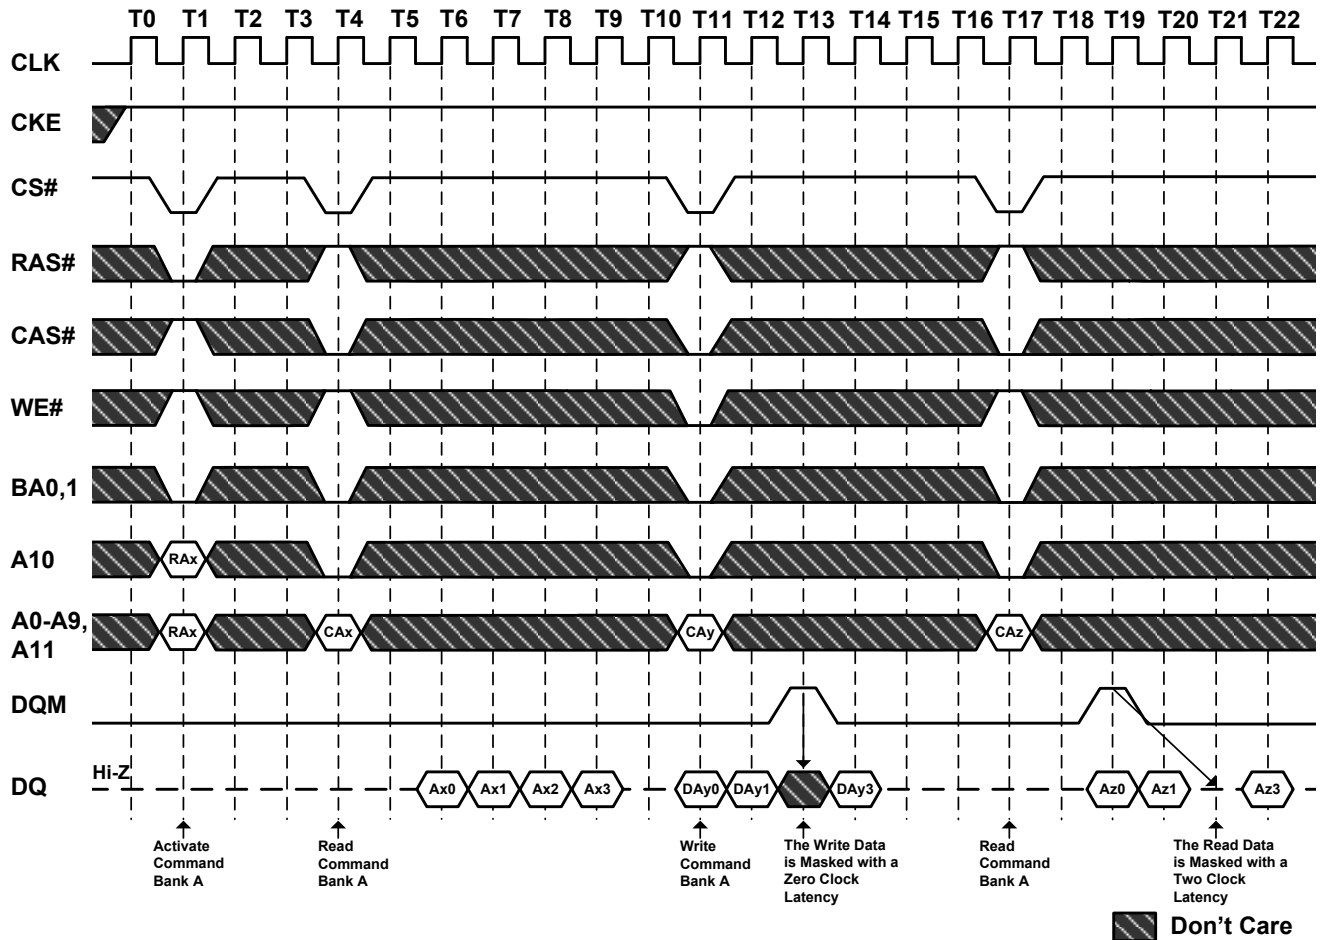 T0 T1 T2 T3 T4 T5 T6 T7 T8 T9 T10 T11 T12 T13 T14 T15 T16 T17 T18 T19 T20 T21 T22
CLK
CKE
CS#
RAS#
CAS#
WE#
BA0,1
A10
RAx
A0-A9,
A11
RAx CAx CAy CAz
DQM
Hi-Z
DQ
Ax0 Ax1 Ax2 Ax3 DAy0 DAy1 DAy3 Az0 Az1 Az3
Activate
Command
Bank A
Read
Command
Bank A
Write
Command
Bank A
The Write Data
is Masked with a
Zero Clock
Latency
Read
Command
Bank A
The Read Data
is Masked with a
Two Clock
Latency
Don't Care